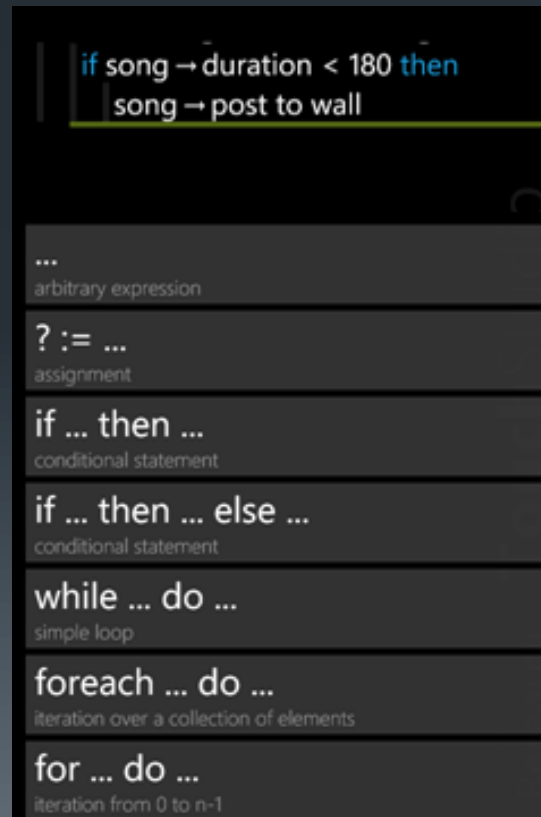 if song → duration < 180 then
song → post to wall
...
arbitrary expression
? := ...
assignment
if ... then ...
conditional statement
if ... then ... else ...
conditional statement
while ... do ...
simple loop
foreach ... do ...
iteration over a collection of elements
for ... do ...
iteration from 0 to n-1